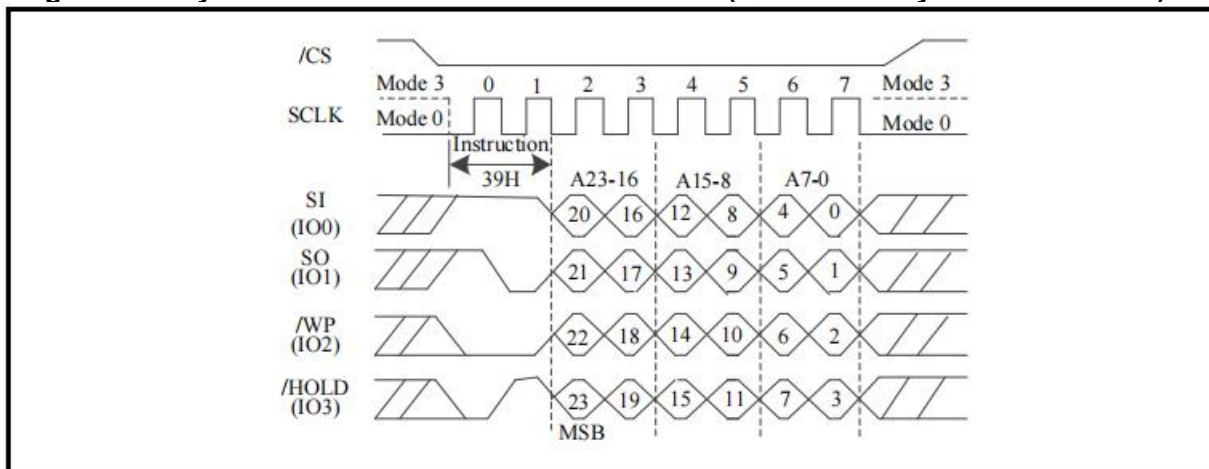 /CS
Mode 3 0 1 2 3 4 5 6 7 Mode 3
SCLK Mode 0 Mode 0
Instruction
39H A23-16 A15-8 A7-0
SI
(IO0) 20 16 12 8 4 0
SO
(IO1) 21 17 13 9 5 1
/WP
(IO2) 22 18 14 10 6 2
/HOLD
(IO3) 23 19 15 11 7 3
MSB